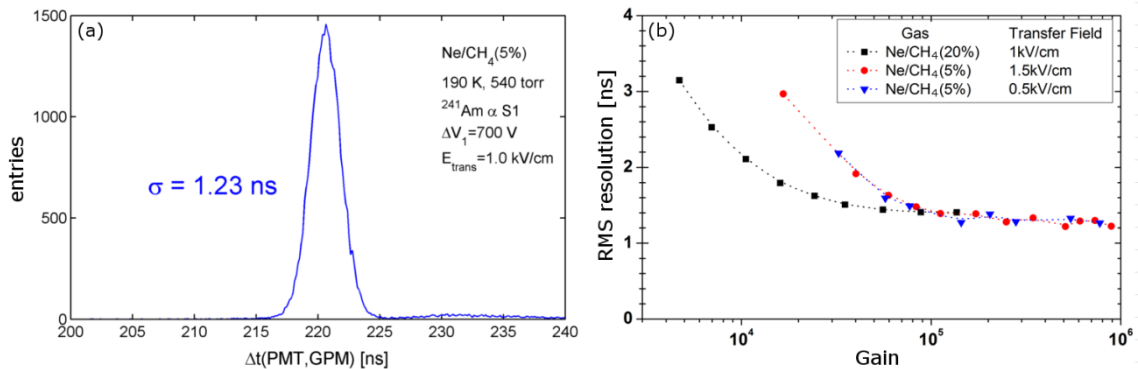 (a)
1500
1000
500
0
entries
Ne/CH4(5%)
190 K, 540 torr
241Am α S1
ΔV1=700 V
Etrans=1.0 kV/cm
σ = 1.23 ns
200 205 210 215 220 225 230 235 240
Δt(PMT,GPM) [ns]
(b)
4
3
2
1
0
RMS resolution [ns]
Gas Transfer Field
Ne/CH4(20%) 1kV/cm
Ne/CH4(5%) 1.5kV/cm
Ne/CH4(5%) 0.5kV/cm
10^4 10^5 10^6
Gain